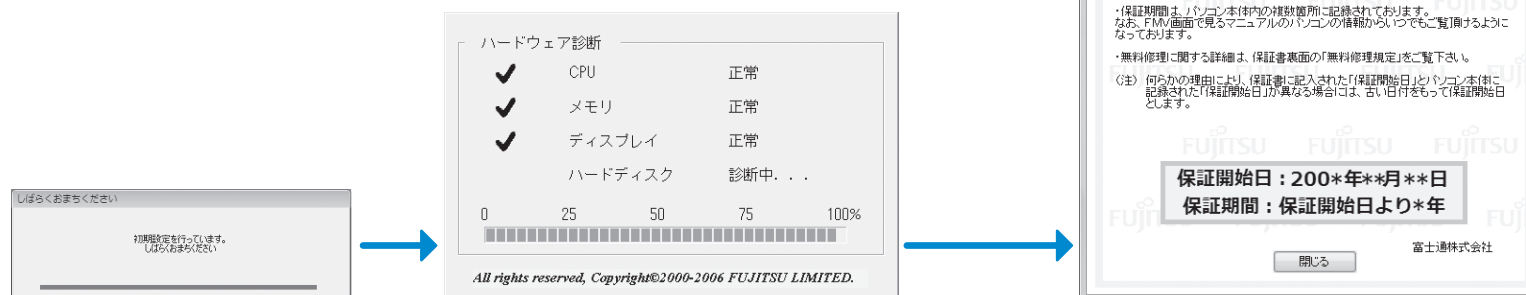 しばらくおまちください
初期設定を行っています。
しばらくおまちください
ハードウェア診断
CPU 正常
メモリ 正常
ディスプレイ 正常
ハードディスク 診断中. . .
0 25 50 75 100%
All rights reserved, Copyright©2000-2006 FUJITSU LIMITED.
・保証期間は、パソコン本体内の複数箇所に記録されております。
なお、FMV画面で見るマニュアルのパソコンの情報からいつでもご覧頂けるように
なっております。
・無料修理に関する詳細は、保証書裏面の「無料修理規定」をご覧下さい。
（注） 何らかの理由により、保証書に記入された「保証開始日」とパソコン本体に
記録された「保証開始日」が異なる場合には、古い日付をもって保証開始日
とします。
FUJITSU FUJITSU FUJITSU
保証開始日：200*年**月**日
保証期間：保証開始日より*年
富士通株式会社
閉じる